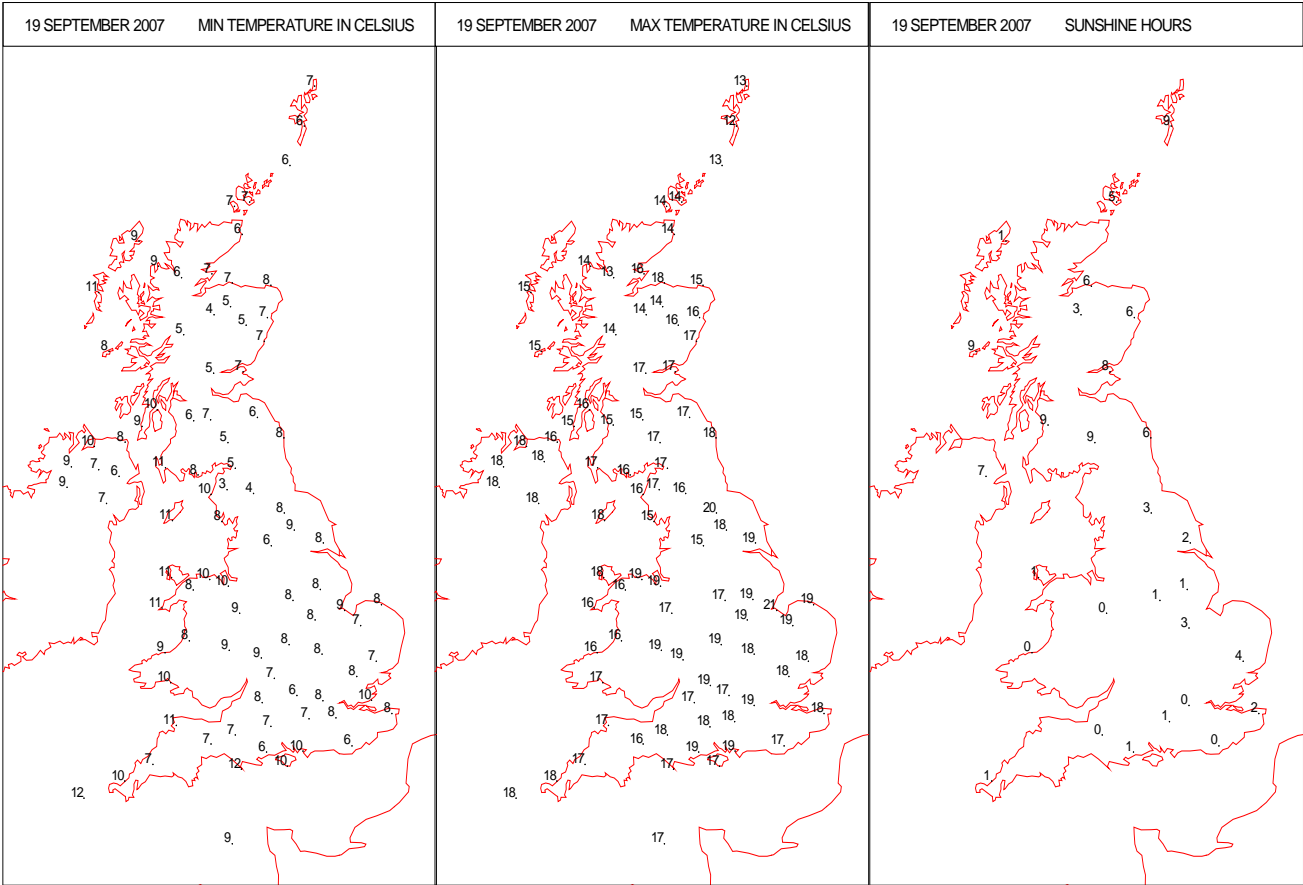 19 SEPTEMBER 2007 MIN TEMPERATURE IN CELSIUS
7
6
6
7 7
6
9
9 6 7 7 8
11
4 5 7
5 5 7
8
5 7
10
9 6 7 6
10 8 5 8
9 7 6 11 8 5
9 10 3 4
7 11 8 8
9
6 8
11 8 10 10 8
11 9 8 8 9 8
7
8 9 9 8 8
9 7
10 7 8
8 6 8 10
11 7 7 8 8 8
7 6 10 6
10 7 12 10
12
9
19 SEPTEMBER 2007 MAX TEMPERATURE IN CELSIUS
13
12
13
14 14
14
14 13 18 15
15
14 14 16
14 16 17
15
17 17
16
15 15 15 17
18 16 17 18
18 18 17 16 17
18 16 17 16
18 18 15 20
18
15 19
18 16 19 19
16 17 17 19 21 19
19 19
16 16 19 19 19 18 18
17 19 18
17 17 19
17 18 18 18 18
16 19 19 17
18 17 17 17
18
17
19 SEPTEMBER 2007 SUNSHINE HOURS
9
5
1
6
3 6
9
8
9
9 6
7
3
2
1 1
0 1
3
0 4
0
1 2
0 1 0
1